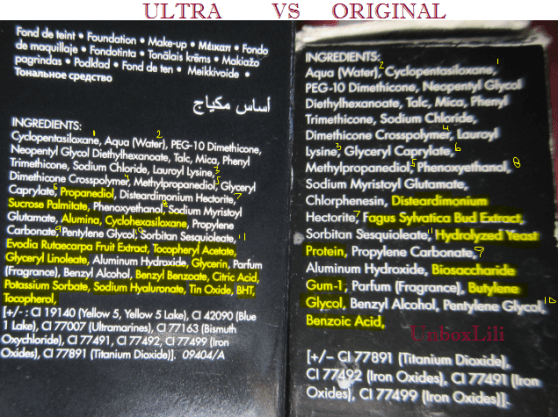 ULTRA VS ORIGINAL
Fond de teint • Foundation • Make-up • Мейкап • Fondo
de maquillaje • Fondotinta • Tonālais krēms • Makiažo
pagrindas • Podkład • Fond de ten • Meikkivoide •
Тональное средство
أساس مكياج
INGREDIENTS:
Cyclopentasiloxane, Aqua (Water), PEG-10 Dimethicone,
Neopentyl Glycol Diethylhexanoate, Talc, Mica, Phenyl
Trimethicone, Sodium Chloride, Lauroyl Lysine,
Dimethicone Crosspolymer, Methylpropanediol, Glyceryl
Caprylate, Propanediol, Disteardimonium Hectorite,
Sucrose Palmitate, Phenoxyethanol, Sodium Myristoyl
Glutamate, Alumina, Cyclohexasiloxane, Propylene
Carbonate, Pentylene Glycol, Sorbitan Sesquioleate,
Evodia Rutaecarpa Fruit Extract, Tocopheryl Acetate,
Glyceryl Linoleate, Aluminum Hydroxide, Glycerin, Parfum
(Fragrance), Benzyl Alcohol, Benzyl Benzoate, Citric Acid,
Potassium Sorbate, Sodium Hyaluronate, Tin Oxide, BHT,
Tocopherol,
[+/- : CI 19140 (Yellow 5, Yellow 5 Lake), CI 42090 (Blue
1 Lake), CI 77007 (Ultramarines), CI 77163 (Bismuth
Oxychloride), CI 77491, CI 77492, CI 77499 (Iron
Oxides), CI 77891 (Titanium Dioxide)]. 09404/A
INGREDIENTS:
Aqua (Water), Cyclopentasiloxane,
PEG-10 Dimethicone, Neopentyl Glycol
Diethylhexanoate, Talc, Mica, Phenyl
Trimethicone, Sodium Chloride,
Dimethicone Crosspolymer, Lauroyl
Lysine, Glyceryl Caprylate,
Methylpropanediol, Phenoxyethanol,
Sodium Myristoyl Glutamate,
Chlorphenesin, Disteardimonium
Hectorite, Fagus Sylvatica Bud Extract,
Sorbitan Sesquioleate, Hydrolyzed Yeast
Protein, Propylene Carbonate,
Aluminum Hydroxide, Biosaccharide
Gum-1, Parfum (Fragrance), Butylene
Glycol, Benzyl Alcohol, Pentylene Glycol,
Benzoic Acid,
UnboxLili
[+/– CI 77891 (Titanium Dioxide),
CI 77492 (Iron Oxides), CI 77491 (Iron
Oxides), CI 77499 (Iron Oxides)].